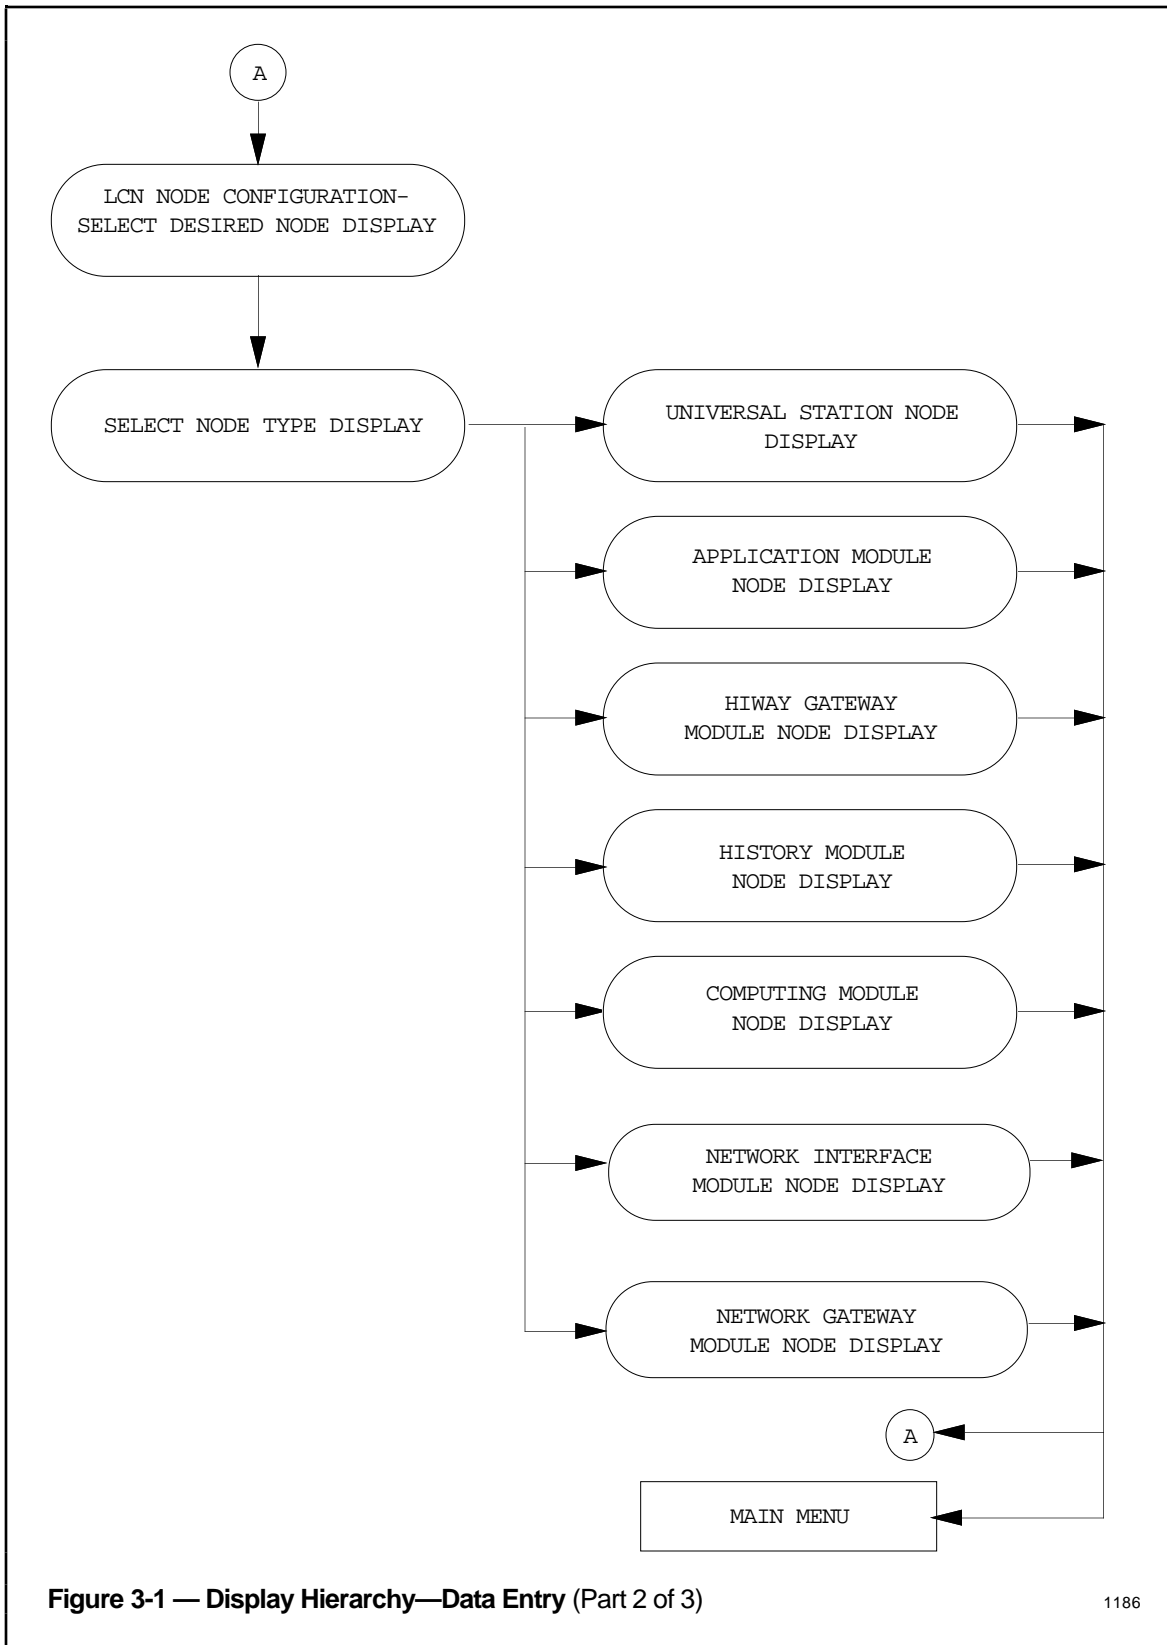 A
LCN NODE CONFIGURATION-
SELECT DESIRED NODE DISPLAY
SELECT NODE TYPE DISPLAY
UNIVERSAL STATION NODE
DISPLAY
APPLICATION MODULE
NODE DISPLAY
HIWAY GATEWAY
MODULE NODE DISPLAY
HISTORY MODULE
NODE DISPLAY
COMPUTING MODULE
NODE DISPLAY
NETWORK INTERFACE
MODULE NODE DISPLAY
NETWORK GATEWAY
MODULE NODE DISPLAY
A
MAIN MENU
Figure 3-1 — Display Hierarchy—Data Entry (Part 2 of 3)
1186